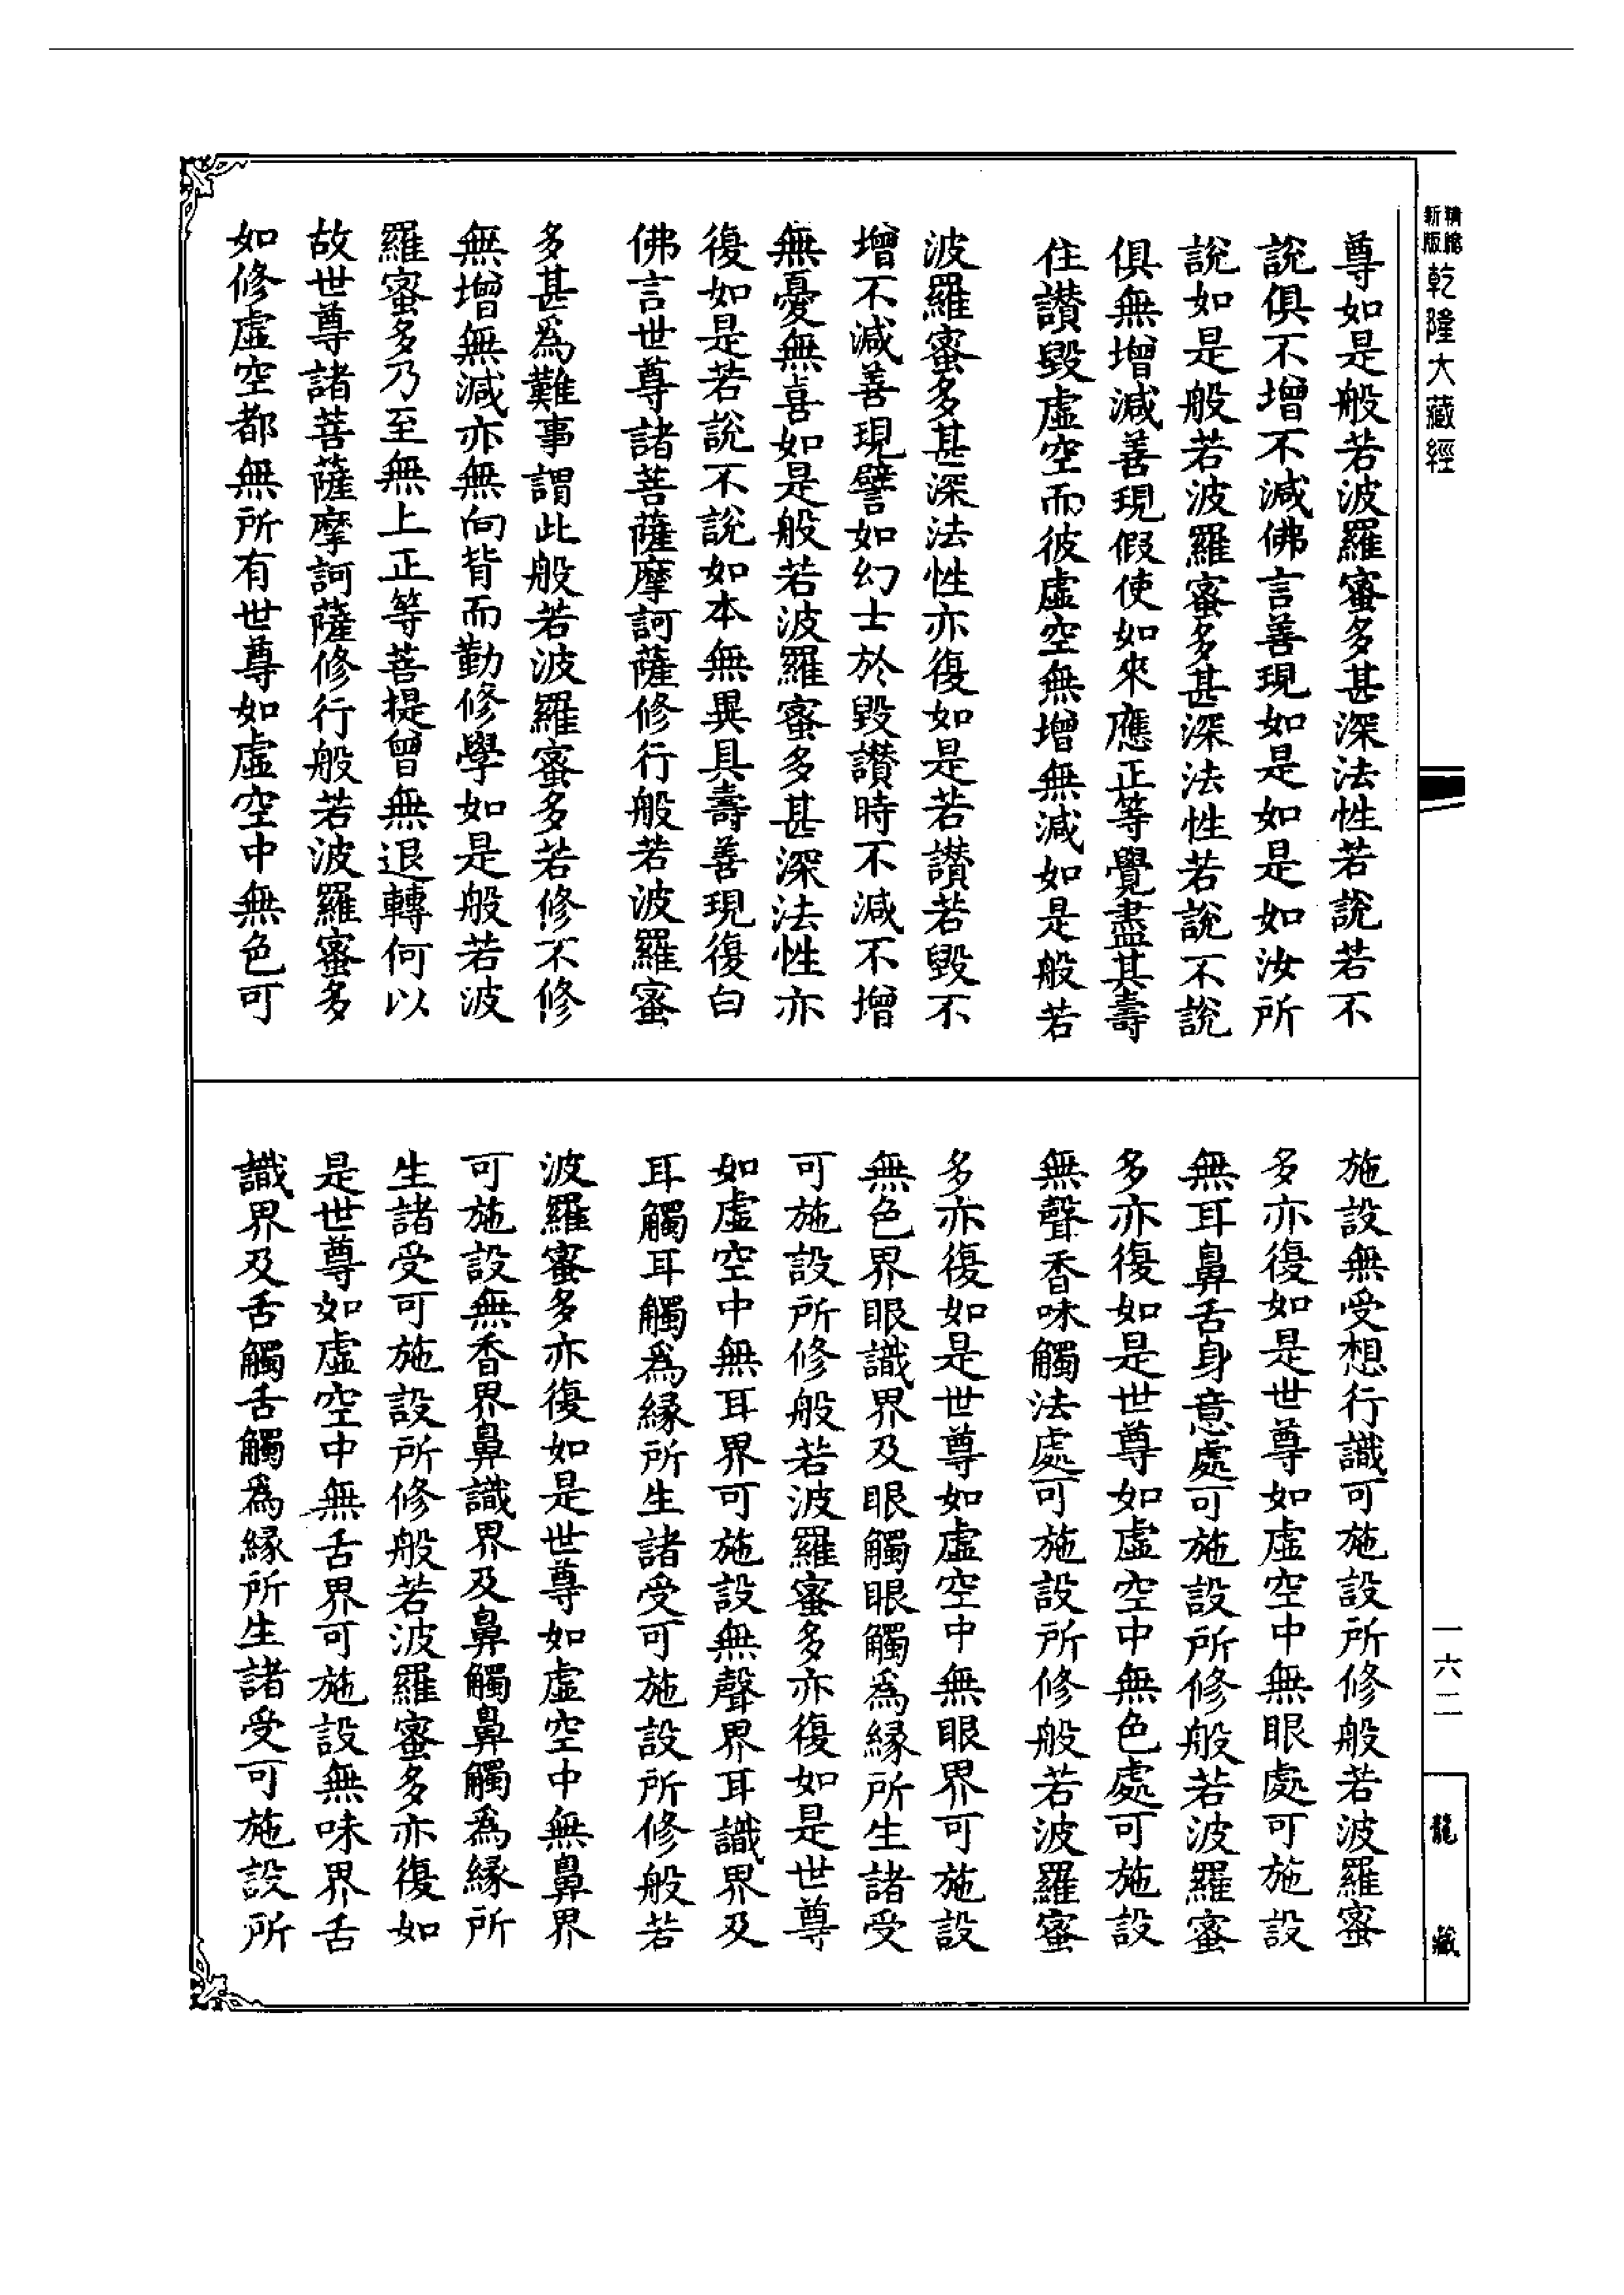 精縮新版乾隆大藏經
尊如是般若波羅蜜多甚深法性若說若不
說俱不增不減佛言善現如是如是如汝所
說如是般若波羅蜜多甚深法性若說不說
俱無增減善現假使如來應正等覺盡其壽
住讚毀虛空而彼虛空無增無減如是般若
波羅蜜多甚深法性亦復如是若讚若毀不
增不減善現譬如幻士於毀讚時不減不增
無憂無喜如是般若波羅蜜多甚深法性亦
復如是若說不說如本無異具壽善現復白
佛言世尊諸菩薩摩訶薩修行般若波羅蜜
多甚爲難事謂此般若波羅蜜多若修不修
無增無減亦無向背而勤修學如是般若波
羅蜜多乃至無上正等菩提曾無退轉何以
故世尊諸菩薩摩訶薩修行般若波羅蜜多
如修虛空都無所有世尊如虛空中無色可
施設無受想行識可施設所修般若波羅蜜
多亦復如是世尊如虛空中無眼處可施設
無耳鼻舌身意處可施設所修般若波羅蜜
多亦復如是世尊如虛空中無色處可施設
無聲香味觸法處可施設所修般若波羅蜜
多亦復如是世尊如虛空中無眼界可施設
無色界眼識界及眼觸眼觸爲緣所生諸受
可施設所修般若波羅蜜多亦復如是世尊
如虛空中無耳界可施設無聲界耳識界及
耳觸耳觸爲緣所生諸受可施設所修般若
波羅蜜多亦復如是世尊如虛空中無鼻界
可施設無香界鼻識界及鼻觸鼻觸爲緣所
生諸受可施設所修般若波羅蜜多亦復如
是世尊如虛空中無舌界可施設無味界舌
識界及舌觸舌觸爲緣所生諸受可施設所
一六二
龍藏